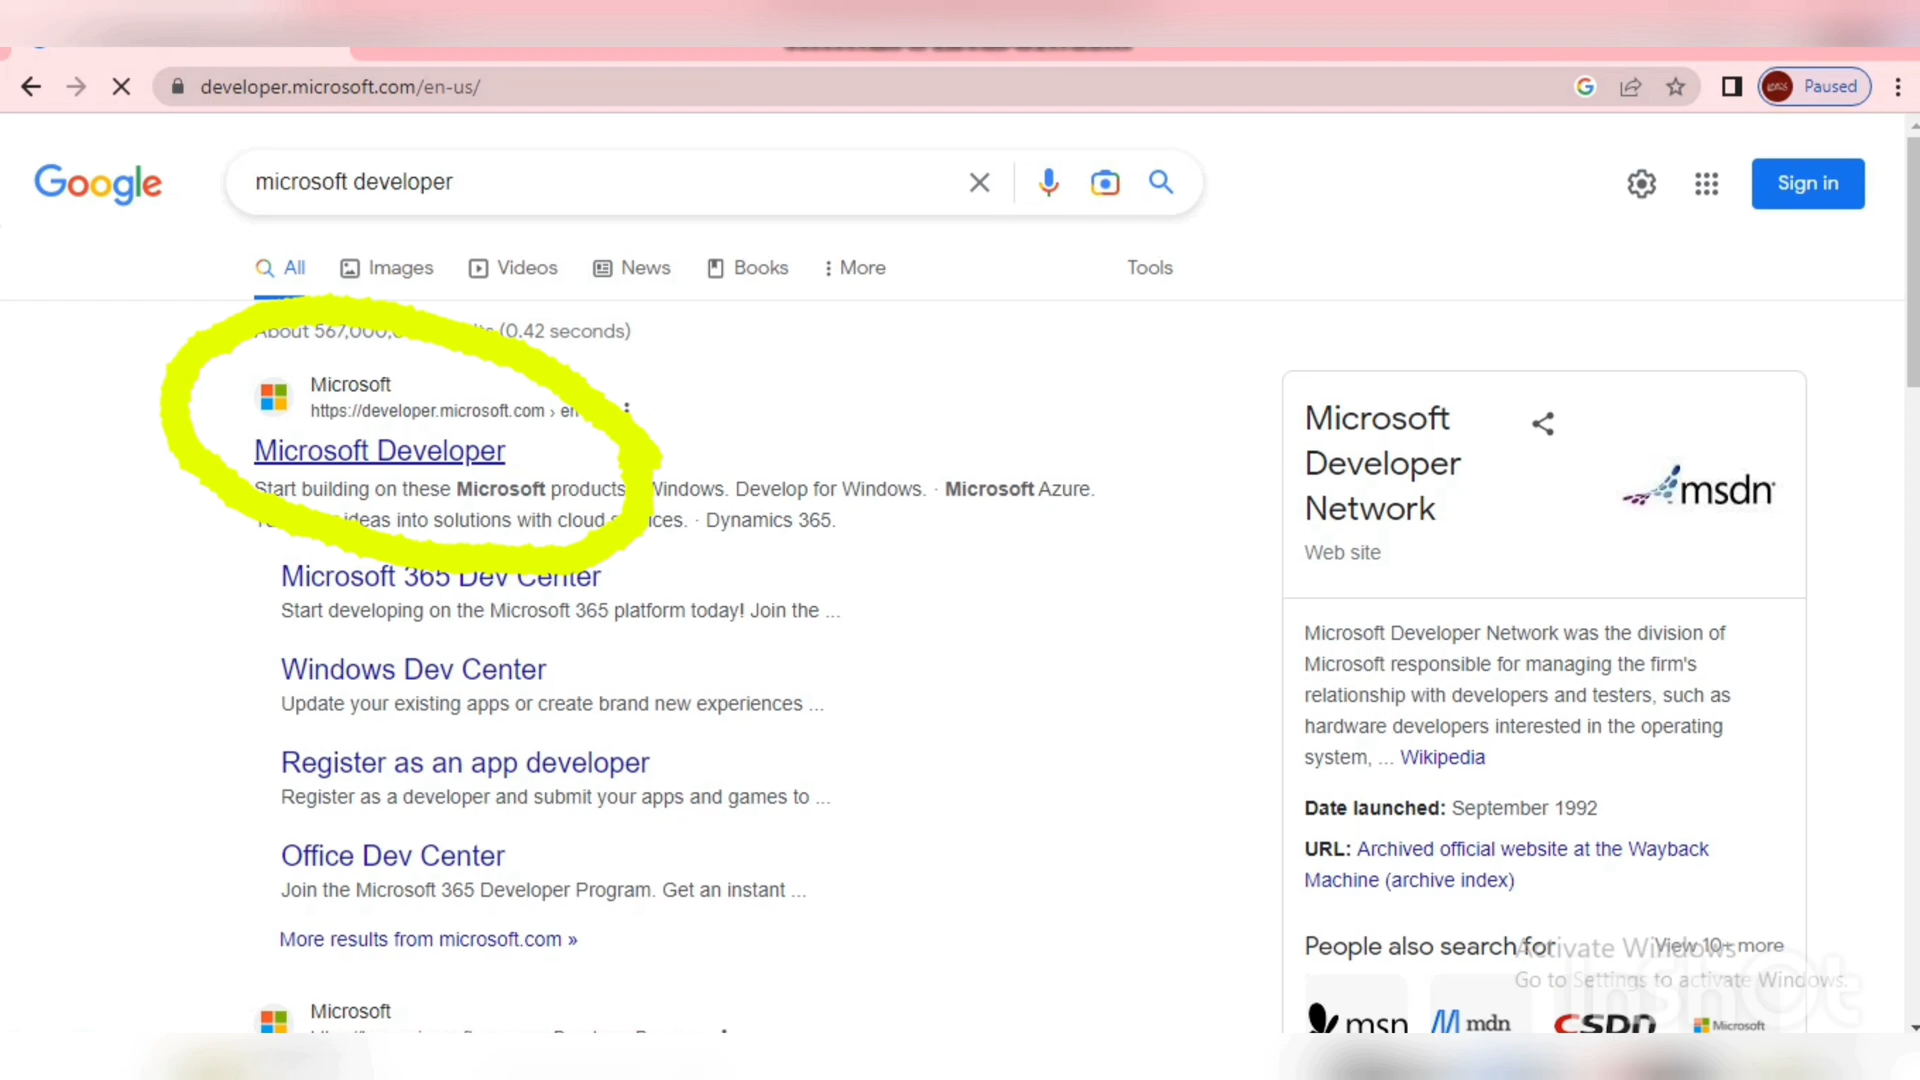 developer.microsoft.com/en-us/
Paused
Google
microsoft developer
Sign in
All
Images
Videos
News
Books
More
Tools
About 567,000, (0.42 seconds)
Microsoft
https://developer.microsoft.com › en
Microsoft Developer
Start building on these Microsoft products Windows. Develop for Windows. · Microsoft Azure.
ideas into solutions with cloud · Dynamics 365.
Microsoft 365 Dev Center
Start developing on the Microsoft 365 platform today! Join the ...
Windows Dev Center
Update your existing apps or create brand new experiences ...
Register as an app developer
Register as a developer and submit your apps and games to ...
Office Dev Center
Join the Microsoft 365 Developer Program. Get an instant ...
More results from microsoft.com »
Microsoft
Microsoft
Developer
Network
msdn
Web site
Microsoft Developer Network was the division of
Microsoft responsible for managing the firm's
relationship with developers and testers, such as
hardware developers interested in the operating
system, ... Wikipedia
Date launched: September 1992
URL: Archived official website at the Wayback
Machine (archive index)
People also search for
View 10+ more
Activate Windows
Go to Settings to activate Windows.
InShOt
msn
mdn
CSDN
Microsoft